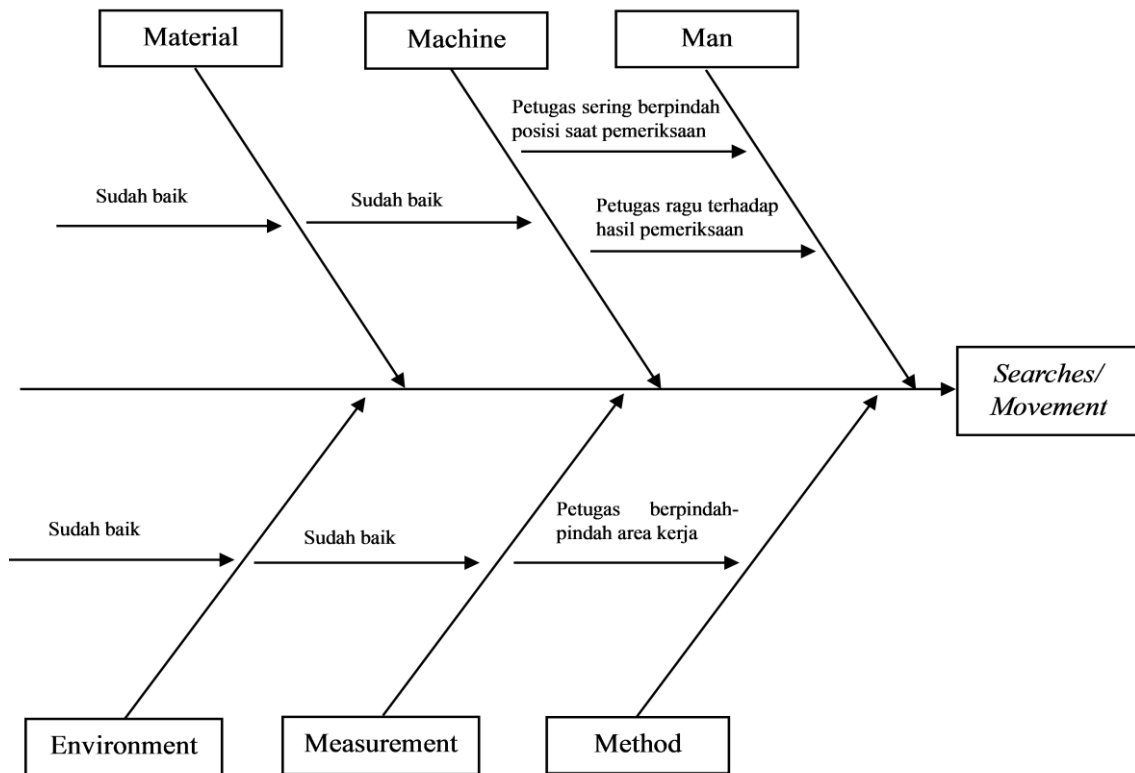 Material
Machine
Man
Petugas sering berpindah
posisi saat pemeriksaan
Sudah baik
Sudah baik
Petugas ragu terhadap
hasil pemeriksaan
Searches/
Movement
Sudah baik
Sudah baik
Petugas berpindah-
pindah area kerja
Environment
Measurement
Method